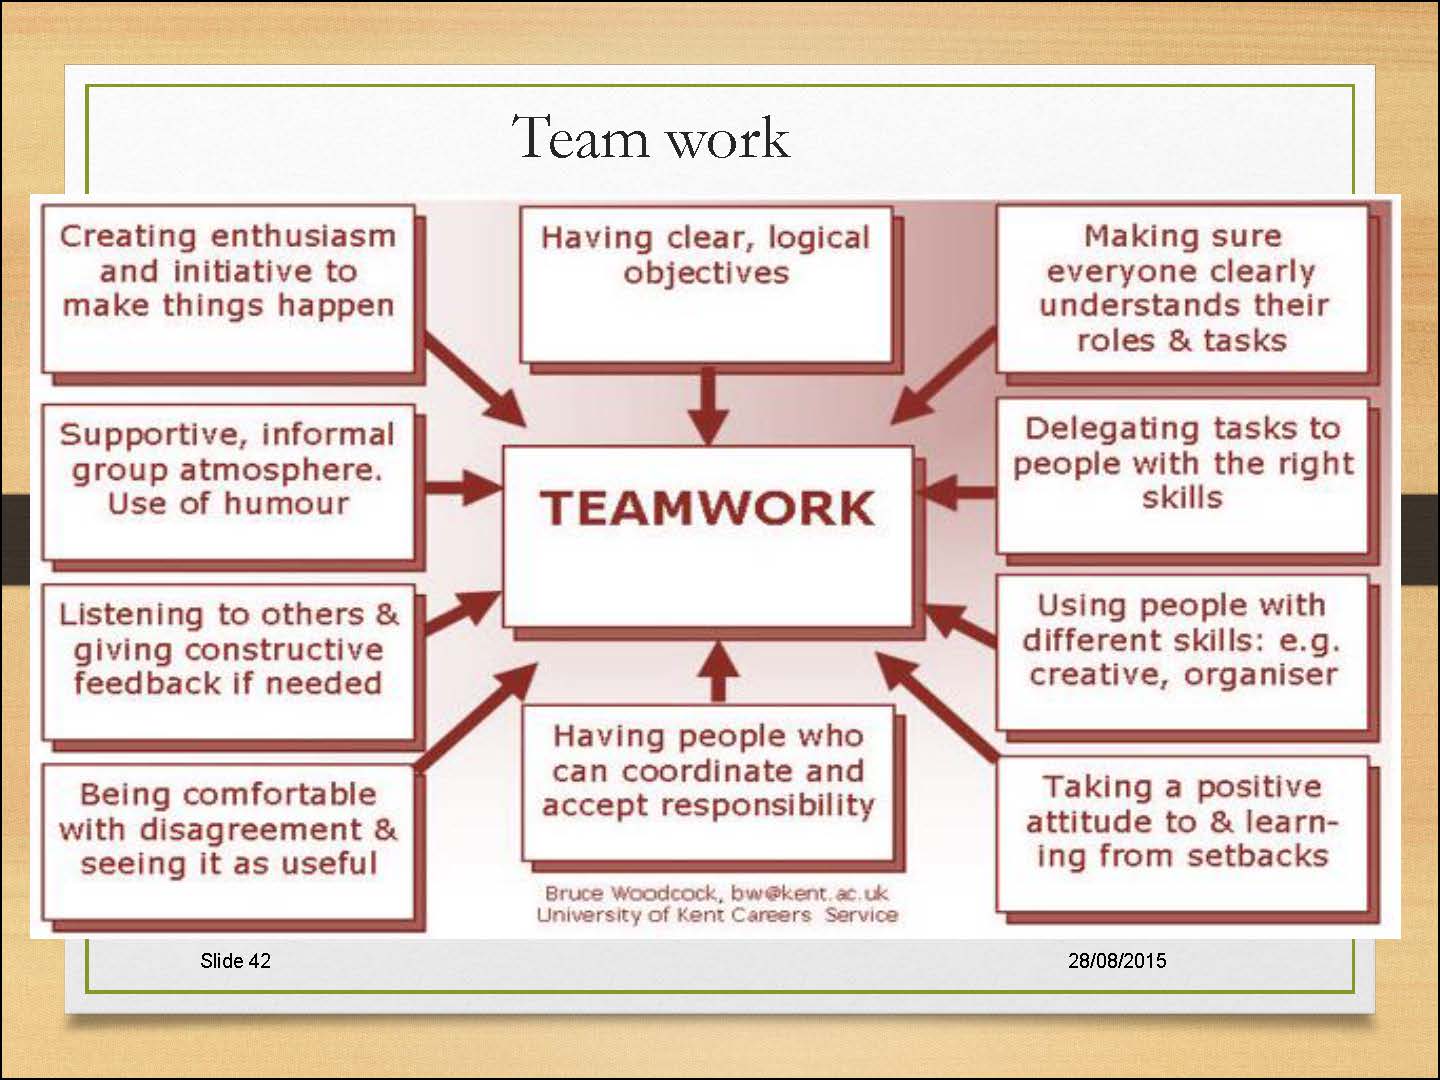 Team work
Creating enthusiasm
and initiative to
make things happen
Having clear, logical
objectives
Making sure
everyone clearly
understands their
roles & tasks
Supportive, informal
group atmosphere.
Use of humour
TEAMWORK
Delegating tasks to
people with the right
skills
Listening to others &
giving constructive
feedback if needed
Using people with
different skills: e.g.
creative, organiser
Being comfortable
with disagreement &
seeing it as useful
Having people who
can coordinate and
accept responsibility
Taking a positive
attitude to & learn-
ing from setbacks
Bruce Woodcock, bw@kent.ac.uk
University of Kent Careers Service
Slide 42
28/08/2015